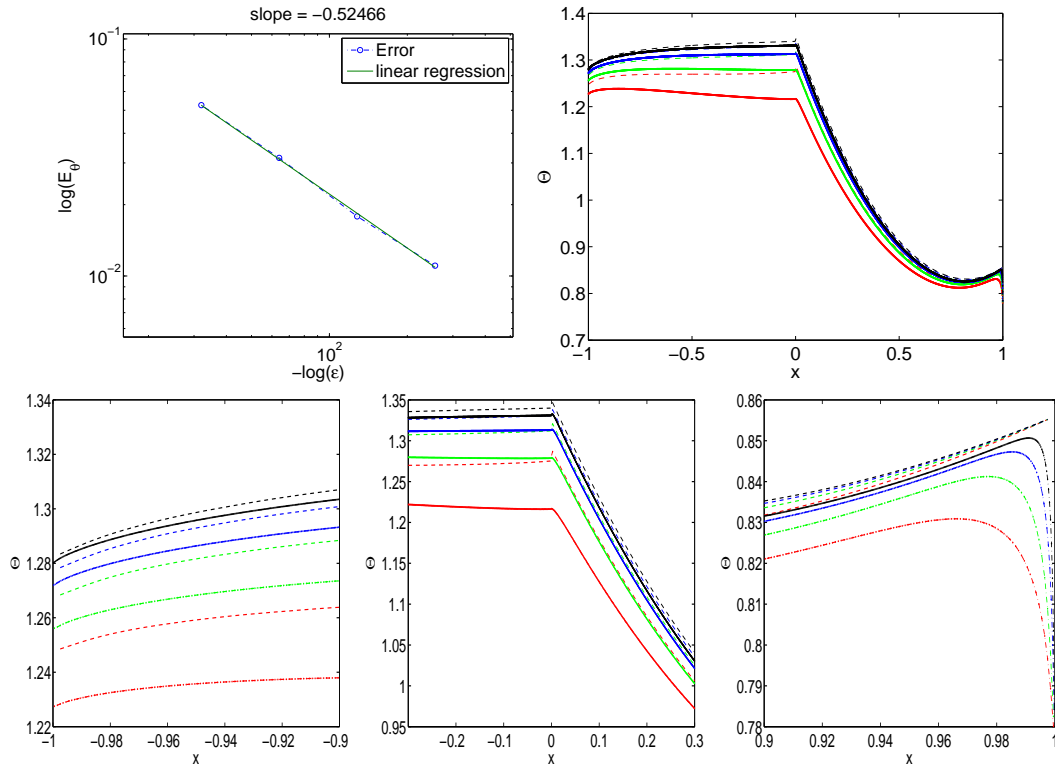 slope = −0.52466
10⁻¹
10⁻²
log(E_θ)
Error
linear regression
10²
−log(ε)
1.4
1.3
1.2
1.1
1
0.9
0.8
0.7
Θ
−1 −0.5 0 0.5 1
x
1.34
1.32
1.3
1.28
1.26
1.24
1.22
Θ
−1 −0.98 −0.96 −0.94 −0.92 −0.9
x
1.35
1.3
1.25
1.2
1.15
1.1
1.05
1
0.95
Θ
−0.2 −0.1 0 0.1 0.2 0.3
x
0.86
0.85
0.84
0.83
0.82
0.81
0.8
0.79
0.78
Θ
0.9 0.92 0.94 0.96 0.98 1
x